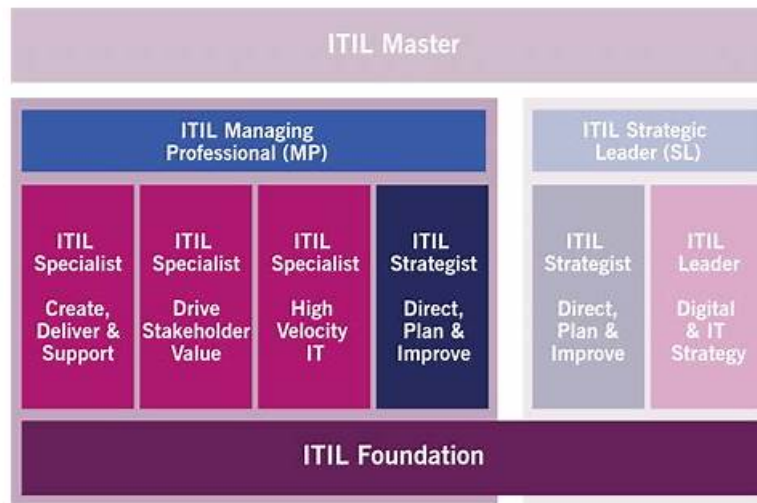 ITIL Master
ITIL Managing
Professional (MP)
ITIL Strategic
Leader (SL)
ITIL
Specialist
Create,
Deliver &
Support
ITIL
Specialist
Drive
Stakeholder
Value
ITIL
Specialist
High
Velocity
IT
ITIL
Strategist
Direct,
Plan &
Improve
ITIL
Strategist
Direct,
Plan &
Improve
ITIL
Leader
Digital
& IT
Strategy
ITIL Foundation